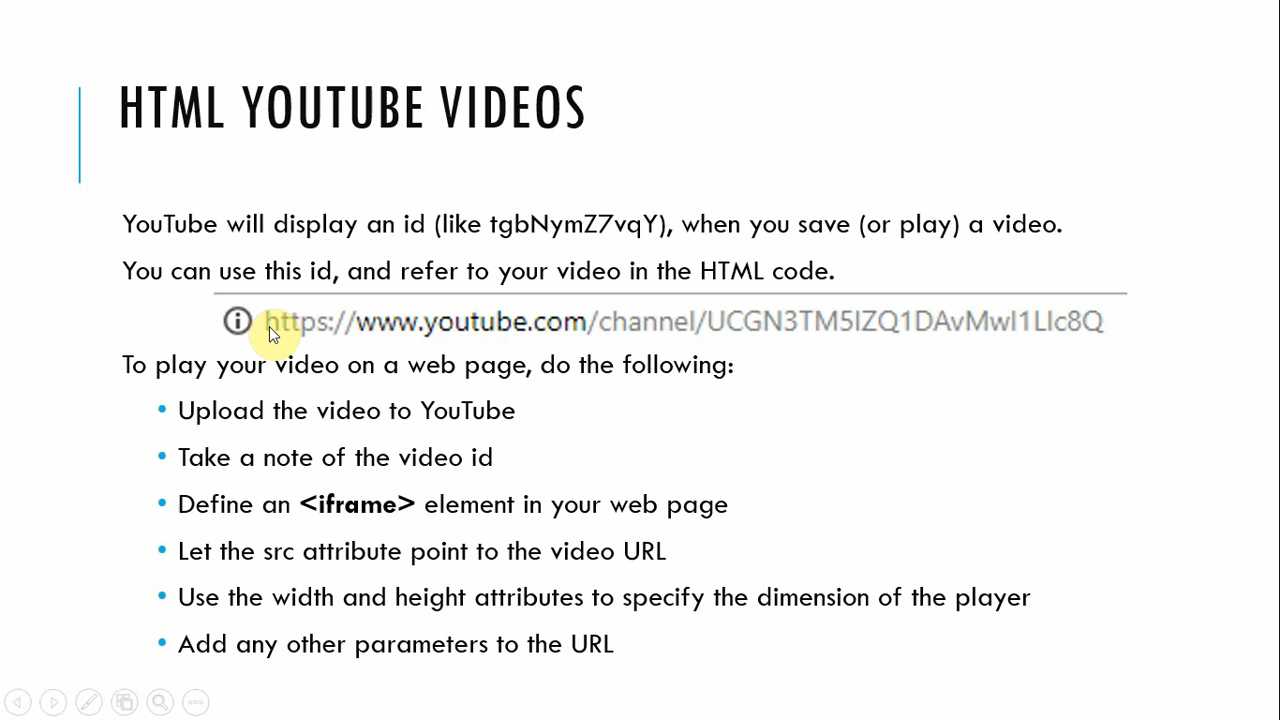 HTML YOUTUBE VIDEOS
YouTube will display an id (like tgbNymZ7vqY), when you save (or play) a video.
You can use this id, and refer to your video in the HTML code.
https://www.youtube.com/channel/UCGN3TM5IZQ1DAvMwI1LIc8Q
To play your video on a web page, do the following:
• Upload the video to YouTube
• Take a note of the video id
• Define an <iframe> element in your web page
• Let the src attribute point to the video URL
• Use the width and height attributes to specify the dimension of the player
• Add any other parameters to the URL